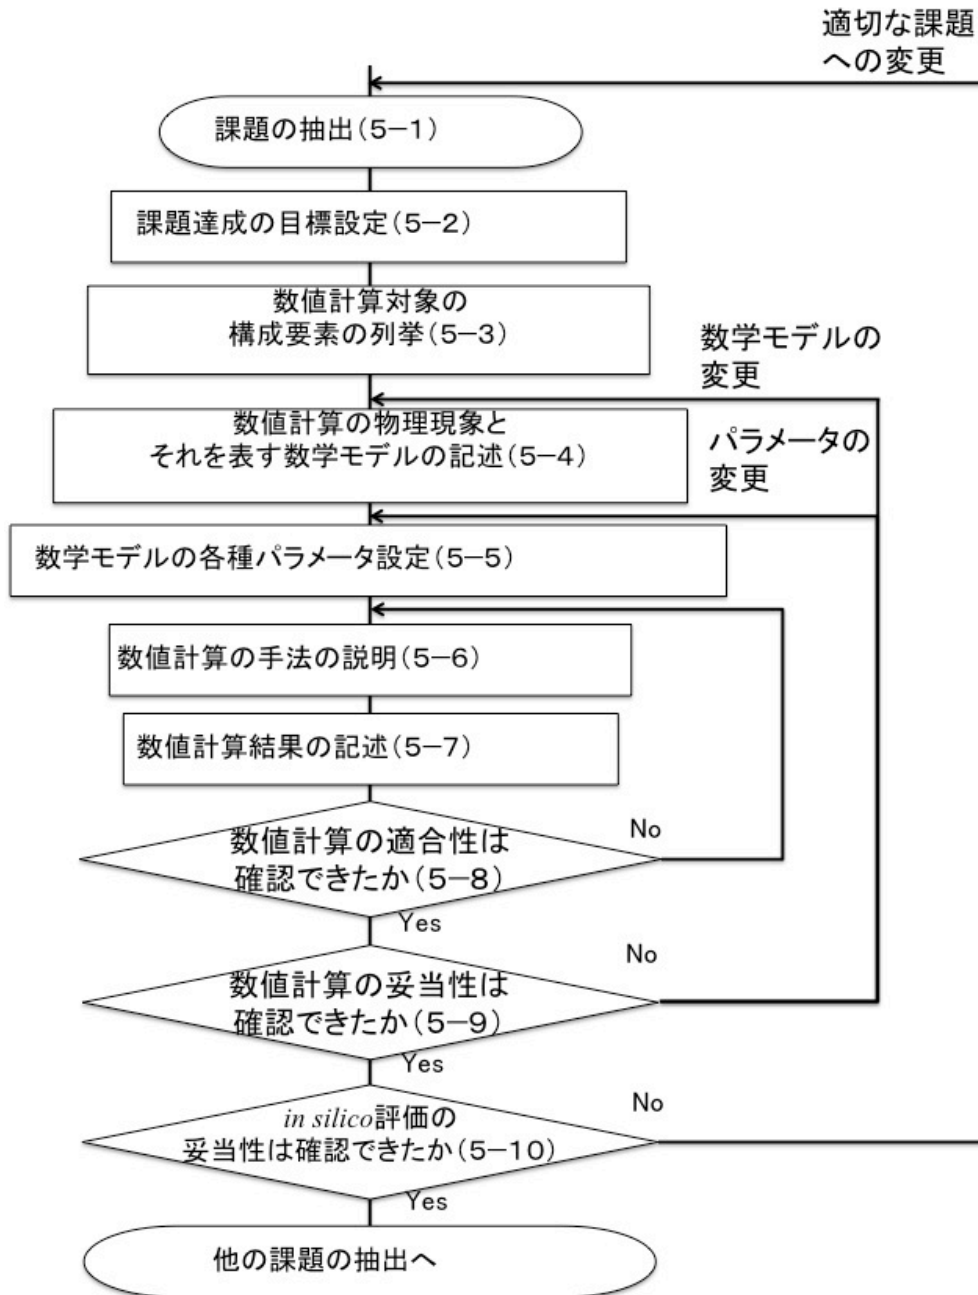 適切な課題
への変更
課題の抽出(5−1)
課題達成の目標設定(5−2)
数値計算対象の
構成要素の列挙(5−3)
数学モデルの
変更
数値計算の物理現象と
それを表す数学モデルの記述(5−4)
パラメータの
変更
数学モデルの各種パラメータ設定(5−5)
数値計算の手法の説明(5−6)
数値計算結果の記述(5−7)
数値計算の適合性は
確認できたか(5−8)
No
Yes
数値計算の妥当性は
確認できたか(5−9)
No
Yes
in silico評価の
妥当性は確認できたか(5−10)
No
Yes
他の課題の抽出へ